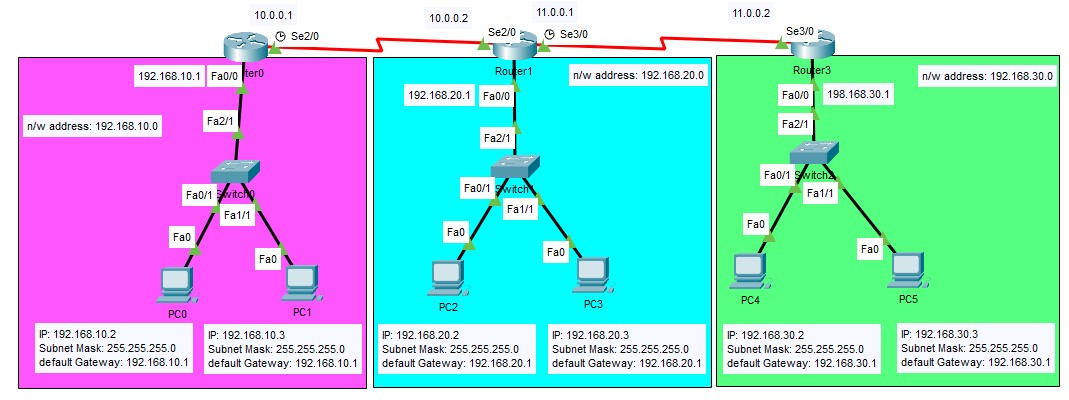 10.0.0.1
10.0.0.2
11.0.0.1
11.0.0.2
Se2/0
Se2/0
Se3/0
Se3/0
192.168.10.1
Fa0/0
ter0
n/w address: 192.168.10.0
Fa2/1
Switch0
Fa0/1
Fa1/1
Fa0
Fa0
PC0
PC1
IP: 192.168.10.2
Subnet Mask: 255.255.255.0
default Gateway: 192.168.10.1
IP: 192.168.10.3
Subnet Mask: 255.255.255.0
default Gateway: 192.168.10.1
Router1
n/w address: 192.168.20.0
192.168.20.1
Fa0/0
Fa2/1
Switch1
Fa0/1
Fa1/1
Fa0
Fa0
PC2
PC3
IP: 192.168.20.2
Subnet Mask: 255.255.255.0
default Gateway: 192.168.20.1
IP: 192.168.20.3
Subnet Mask: 255.255.255.0
default Gateway: 192.168.20.1
Router3
n/w address: 192.168.30.0
Fa0/0
198.168.30.1
Fa2/1
Switch2
Fa0/1
Fa1/1
Fa0
Fa0
PC4
PC5
IP: 192.168.30.2
Subnet Mask: 255.255.255.0
default Gateway: 192.168.30.1
IP: 192.168.30.3
Subnet Mask: 255.255.255.0
default Gateway: 192.168.30.1